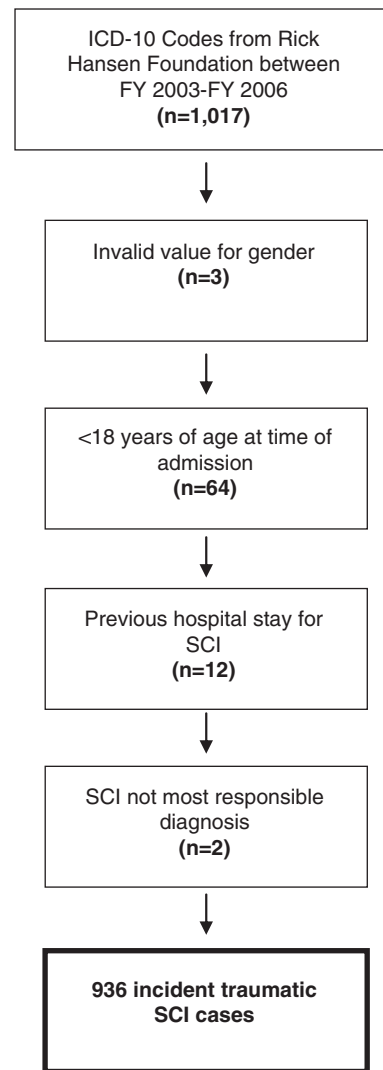 ICD-10 Codes from Rick
Hansen Foundation between
FY 2003-FY 2006
(n=1,017)
Invalid value for gender
(n=3)
<18 years of age at time of
admission
(n=64)
Previous hospital stay for
SCI
(n=12)
SCI not most responsible
diagnosis
(n=2)
936 incident traumatic
SCI cases